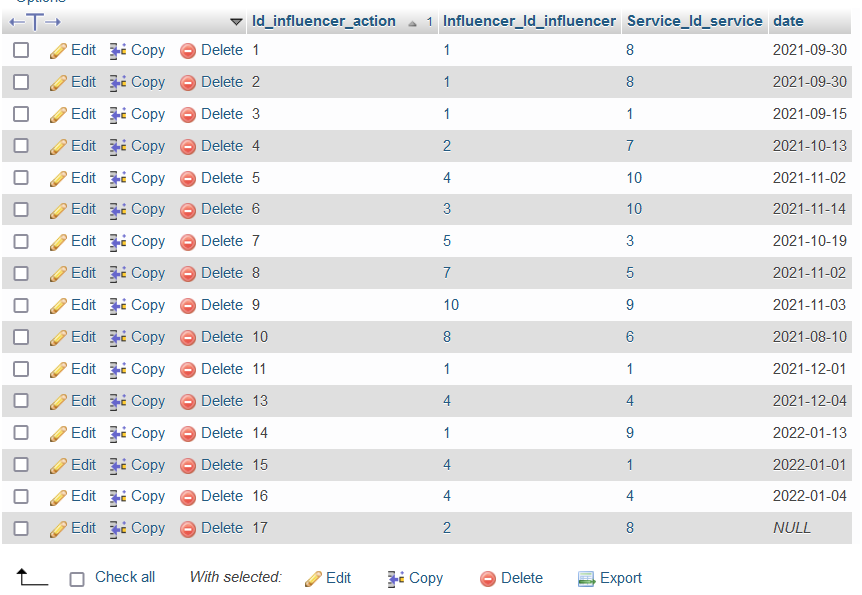 Options
←T→ Id_influencer_action 1 Influencer_Id_influencer Service_Id_service date
Edit Copy Delete 1 1 8 2021-09-30
Edit Copy Delete 2 1 8 2021-09-30
Edit Copy Delete 3 1 1 2021-09-15
Edit Copy Delete 4 2 7 2021-10-13
Edit Copy Delete 5 4 10 2021-11-02
Edit Copy Delete 6 3 10 2021-11-14
Edit Copy Delete 7 5 3 2021-10-19
Edit Copy Delete 8 7 5 2021-11-02
Edit Copy Delete 9 10 9 2021-11-03
Edit Copy Delete 10 8 6 2021-08-10
Edit Copy Delete 11 1 1 2021-12-01
Edit Copy Delete 13 4 4 2021-12-04
Edit Copy Delete 14 1 9 2022-01-13
Edit Copy Delete 15 4 1 2022-01-01
Edit Copy Delete 16 4 4 2022-01-04
Edit Copy Delete 17 2 8 NULL
Check all With selected: Edit Copy Delete Export